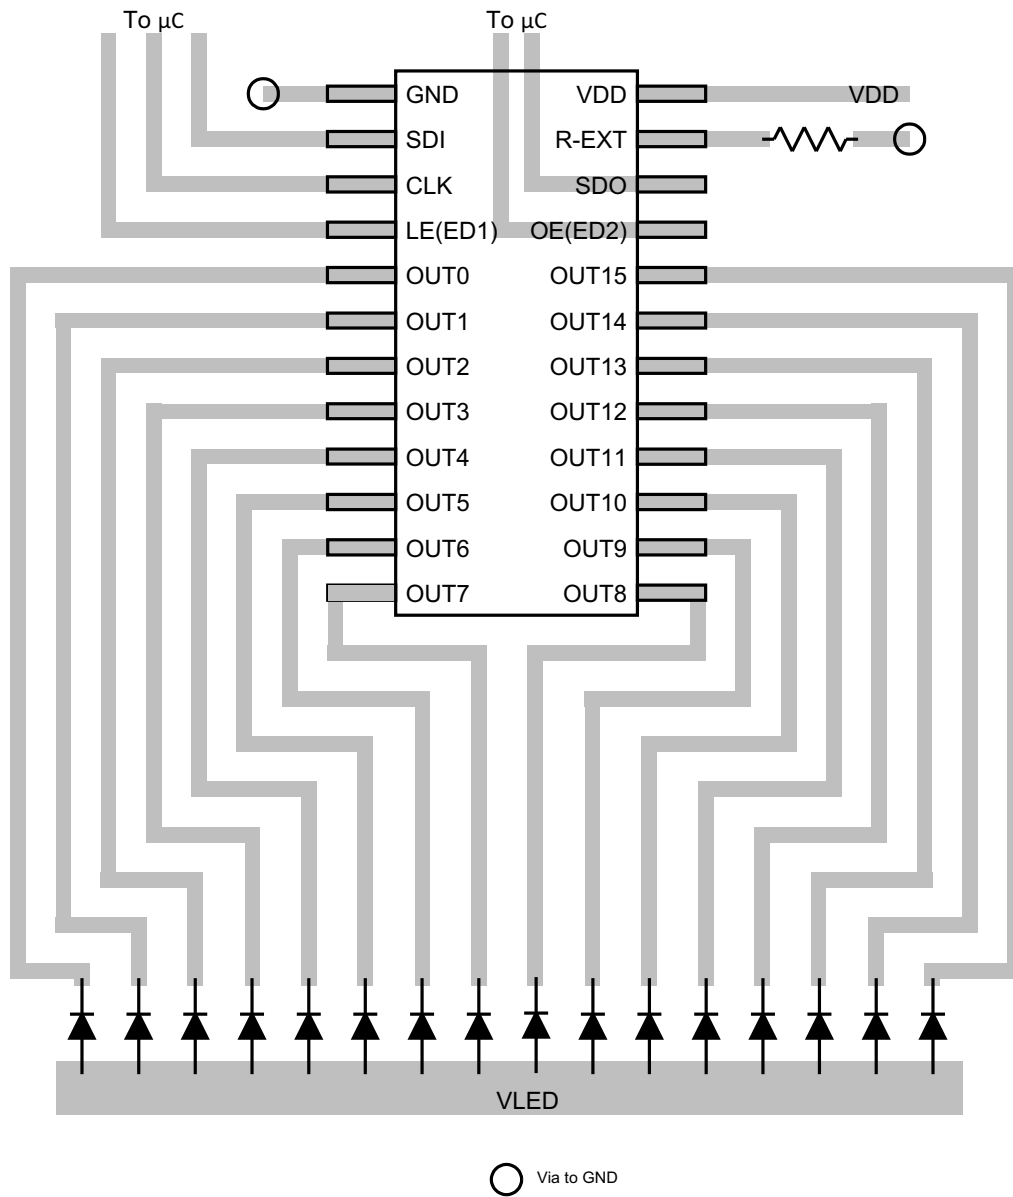 To µC To µC
GND VDD VDD
SDI R-EXT
CLK SDO
LE(ED1) OE(ED2)
OUT0 OUT15
OUT1 OUT14
OUT2 OUT13
OUT3 OUT12
OUT4 OUT11
OUT5 OUT10
OUT6 OUT9
OUT7 OUT8
VLED
Via to GND